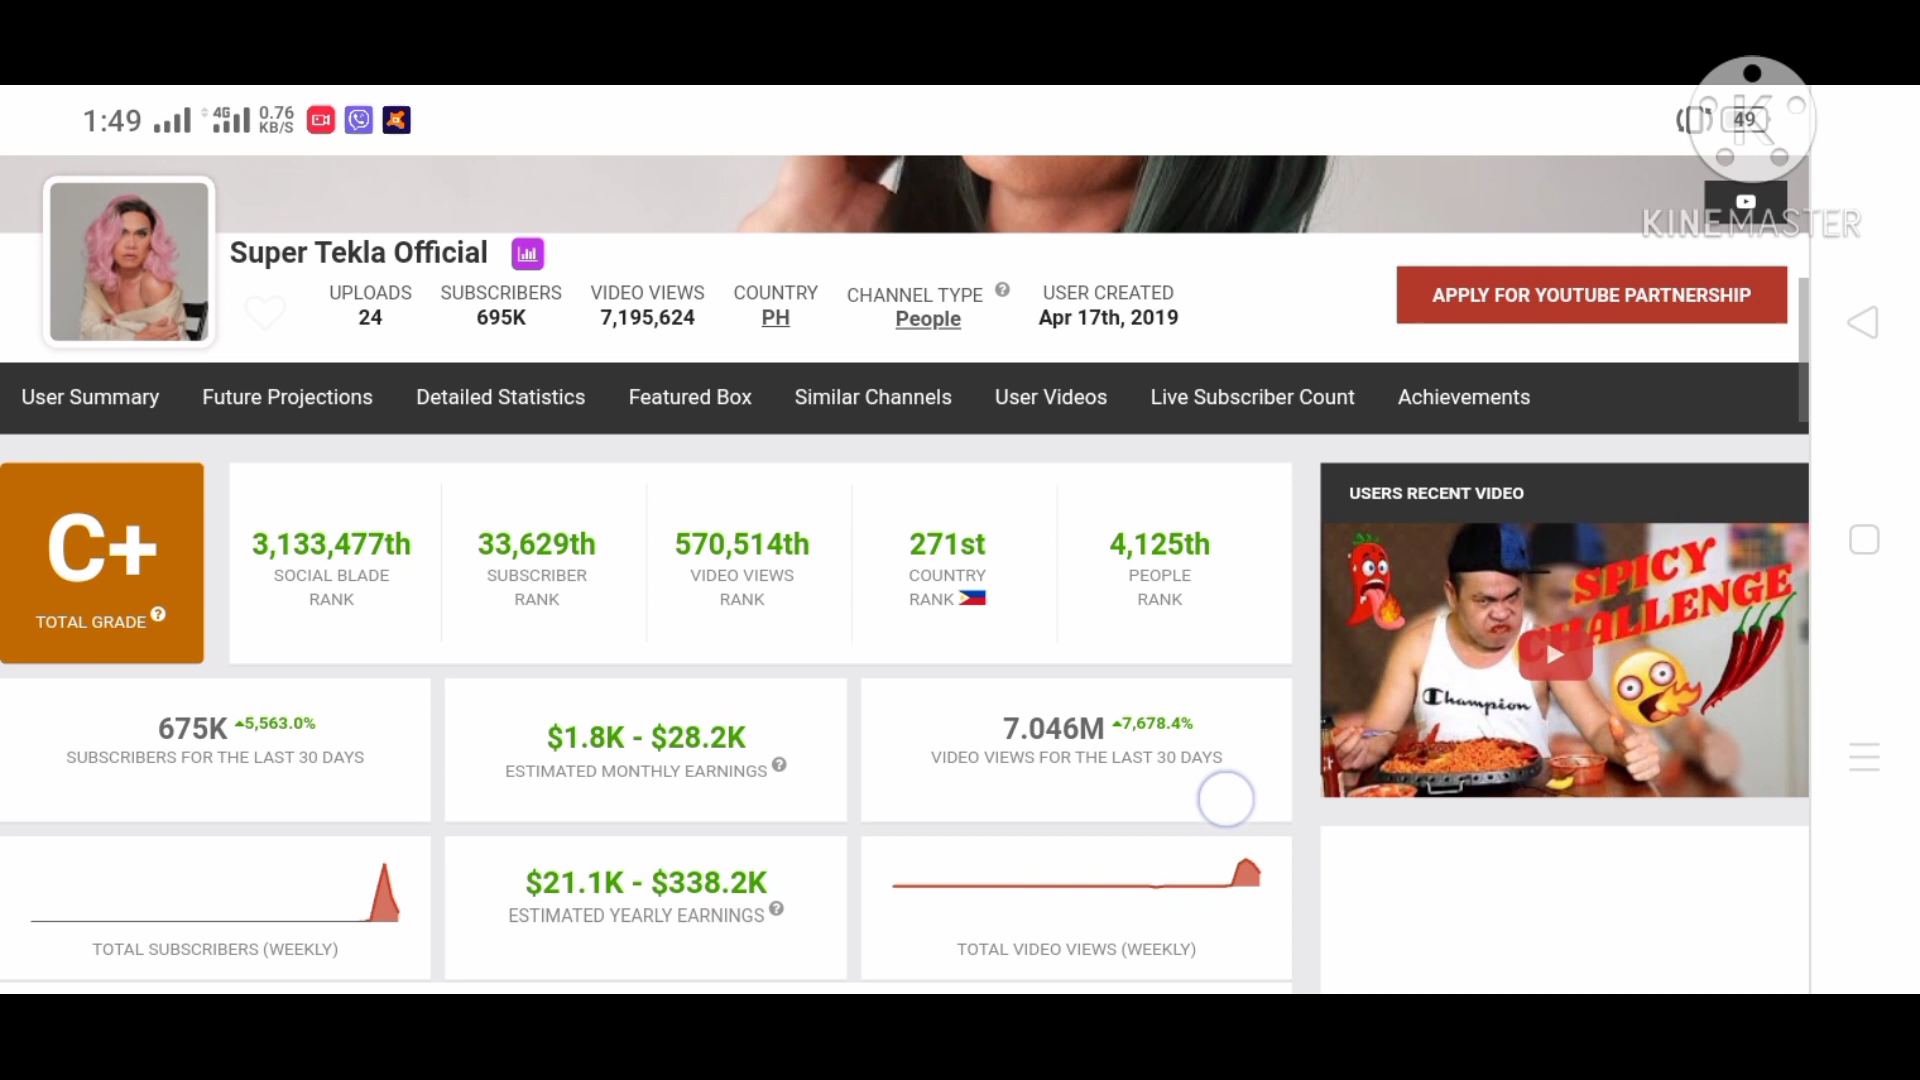 1:49 4G 0.76 KB/S 49
KINEMASTER
Super Tekla Official
UPLOADS SUBSCRIBERS VIDEO VIEWS COUNTRY CHANNEL TYPE USER CREATED
24 695K 7,195,624 PH People Apr 17th, 2019
APPLY FOR YOUTUBE PARTNERSHIP
User Summary Future Projections Detailed Statistics Featured Box Similar Channels User Videos Live Subscriber Count Achievements
C+
TOTAL GRADE ?
3,133,477th
SOCIAL BLADE
RANK
33,629th
SUBSCRIBER
RANK
570,514th
VIDEO VIEWS
RANK
271st
COUNTRY
RANK
4,125th
PEOPLE
RANK
USERS RECENT VIDEO
SPICY
CHALLENGE
Champion
675K 5,563.0%
SUBSCRIBERS FOR THE LAST 30 DAYS
$1.8K - $28.2K
ESTIMATED MONTHLY EARNINGS ?
7.046M 7,678.4%
VIDEO VIEWS FOR THE LAST 30 DAYS
TOTAL SUBSCRIBERS (WEEKLY)
$21.1K - $338.2K
ESTIMATED YEARLY EARNINGS ?
TOTAL VIDEO VIEWS (WEEKLY)